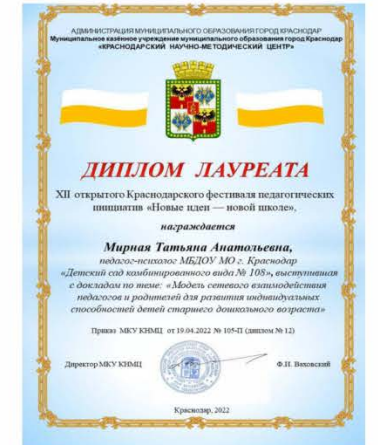 АДМИНИСТРАЦИЯ МУНИЦИПАЛЬНОГО ОБРАЗОВАНИЯ ГОРОД КРАСНОДАР
Муниципальное казённое учреждение муниципального образования город Краснодар
«КРАСНОДАРСКИЙ НАУЧНО-МЕТОДИЧЕСКИЙ ЦЕНТР»
ДИПЛОМ ЛАУРЕАТА
XII открытого Краснодарского фестиваля педагогических
инициатив «Новые идеи — новой школе»,
награждается
Мирная Татьяна Анатольевна,
педагог-психолог МБДОУ МО г. Краснодар
«Детский сад комбинированного вида № 108», выступившая
с докладом по теме: «Модель сетевого взаимодействия
педагогов и родителей для развития индивидуальных
способностей детей старшего дошкольного возраста»
Приказ МКУ КНМЦ от 19.04.2022 № 105-П (диплом № 12)
Директор МКУ КНМЦ Ф.И. Ваховский
Краснодар, 2022